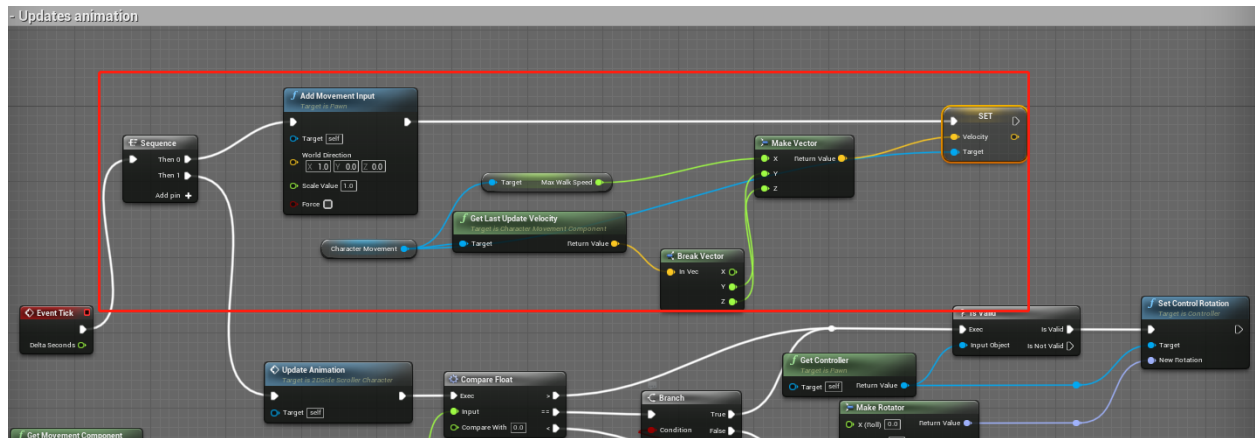 - Updates animation
Add Movement Input
Target is Pawn
Target self
World Direction
X 1.0 Y 0.0 Z 0.0
Scale Value 1.0
Force
Sequence
Then 0
Then 1
Add pin +
SET
Velocity
Target
Make Vector
X Return Value
Y
Z
Target Max Walk Speed
Get Last Update Velocity
Target is Character Movement Component
Target Return Value
Character Movement
Break Vector
In Vec X
Y
Z
Event Tick
Delta Seconds
Update Animation
Target is 2DSide Scroller Character
Target self
Compare Float
Exec >
Input ==
Compare With 0.0 <
Branch
True
Condition False
Is Valid
Exec Is Valid
Input Object Is Not Valid
Get Controller
Target is Pawn
Target self Return Value
Make Rotator
X (Roll) 0.0 Return Value
Set Control Rotation
Target is Controller
Target
New Rotation
Get Movement Component